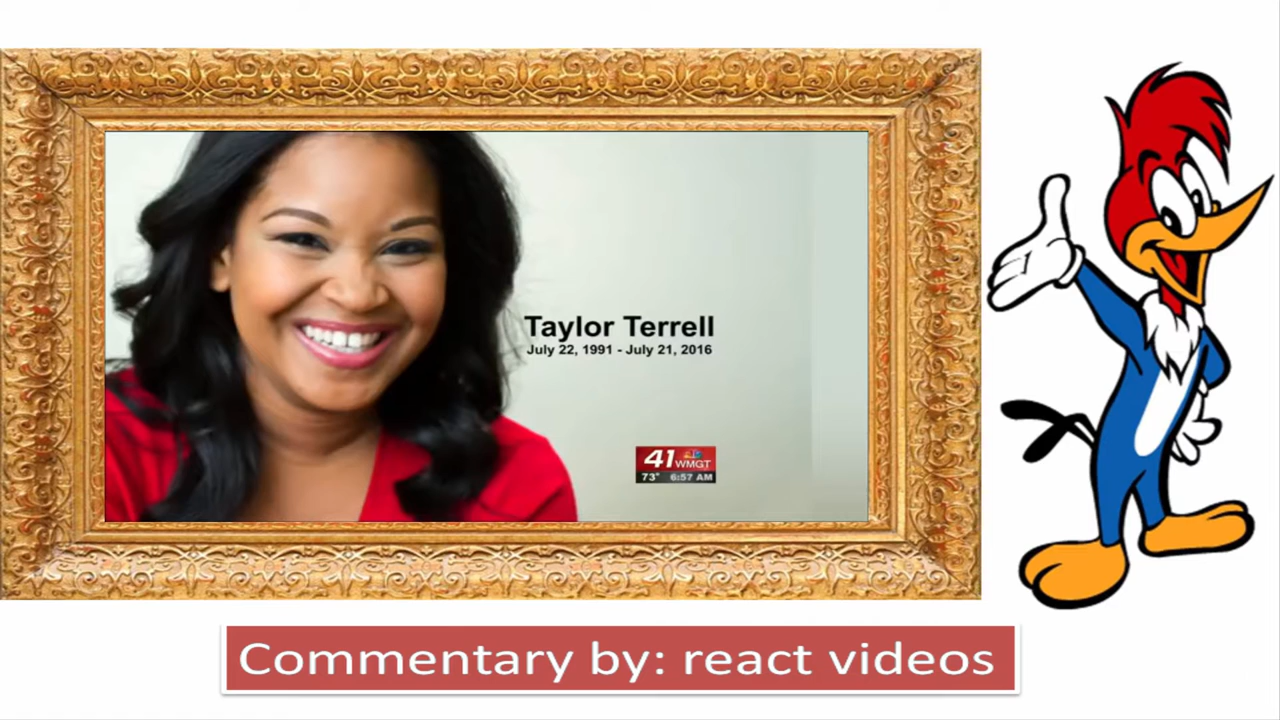 Taylor Terrell
July 22, 1991 - July 21, 2016
41 WMGT
73° 6:57 AM
Commentary by: react videos